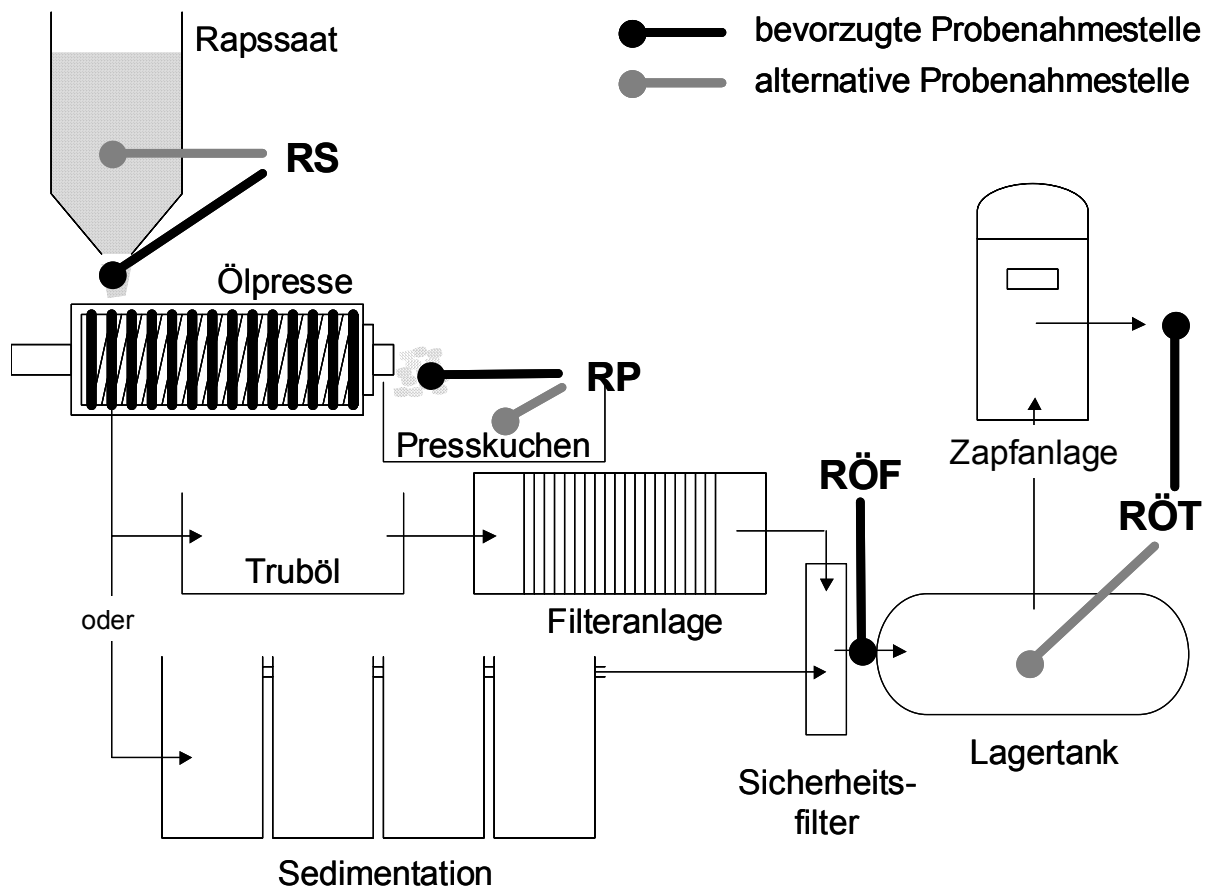 Rapssaat
bevorzugte Probenahmestelle
alternative Probenahmestelle
RS
Ölpresse
RP
Presskuchen
Zapfanlage
RÖF
RÖT
Truböl
oder
Filteranlage
Lagertank
Sicherheits-
filter
Sedimentation